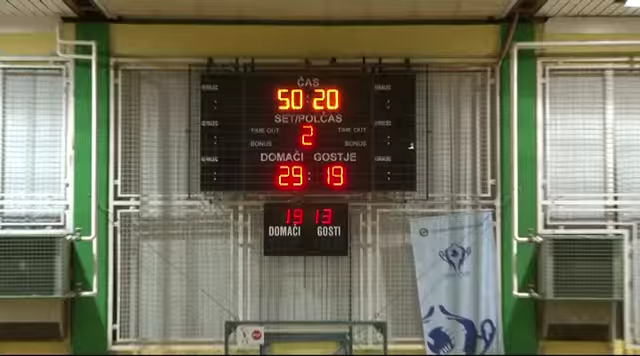 ČAS
50:20
SET/POLČAS
TIME OUT 2 TIME OUT
BONUS BONUS
DOMAČI GOSTJE
29:19
19 13
DOMAČI GOSTI